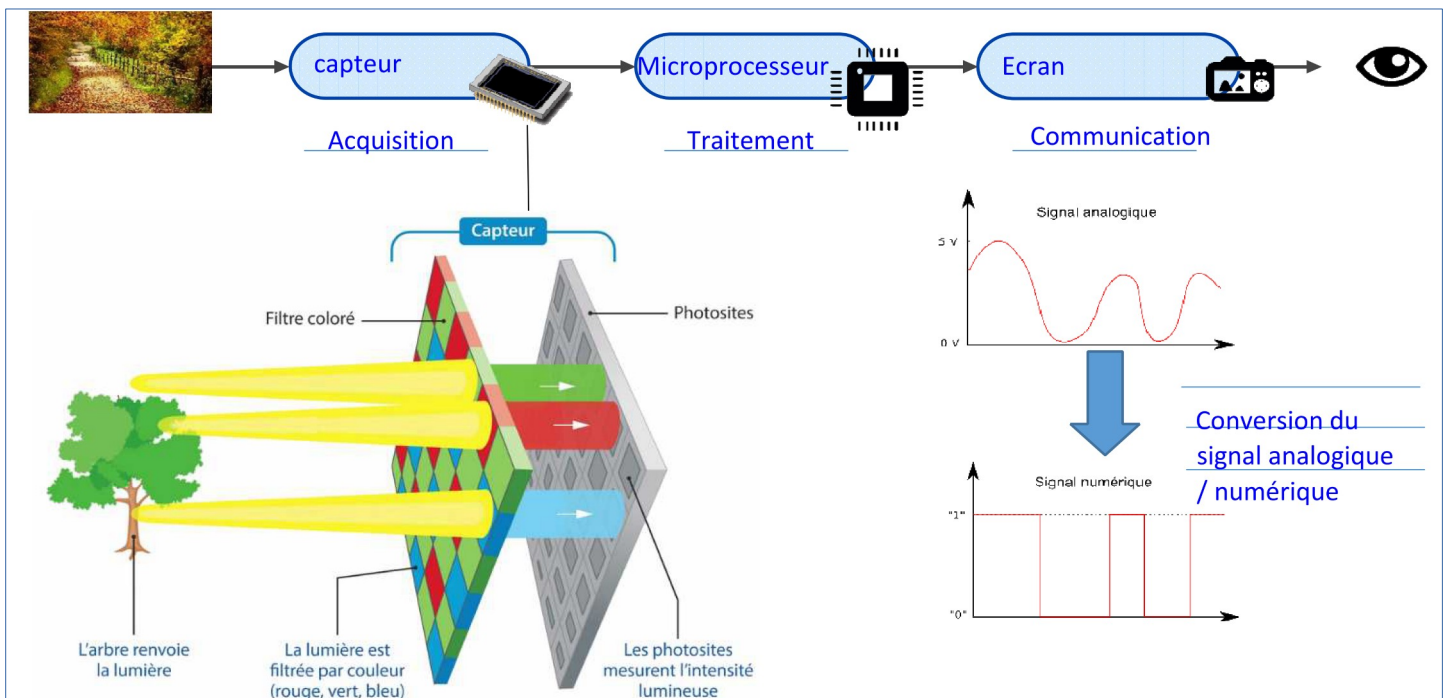 capteur
Microprocesseur
Ecran
Acquisition
Traitement
Communication
Capteur
Filtre coloré
Photosites
L'arbre renvoie
la lumière
La lumière est
filtrée par couleur
(rouge, vert, bleu)
Les photosites
mesurent l'intensité
lumineuse
Signal analogique
5 V
0 V
Conversion du
signal analogique
/ numérique
Signal numérique
"1"
"0"